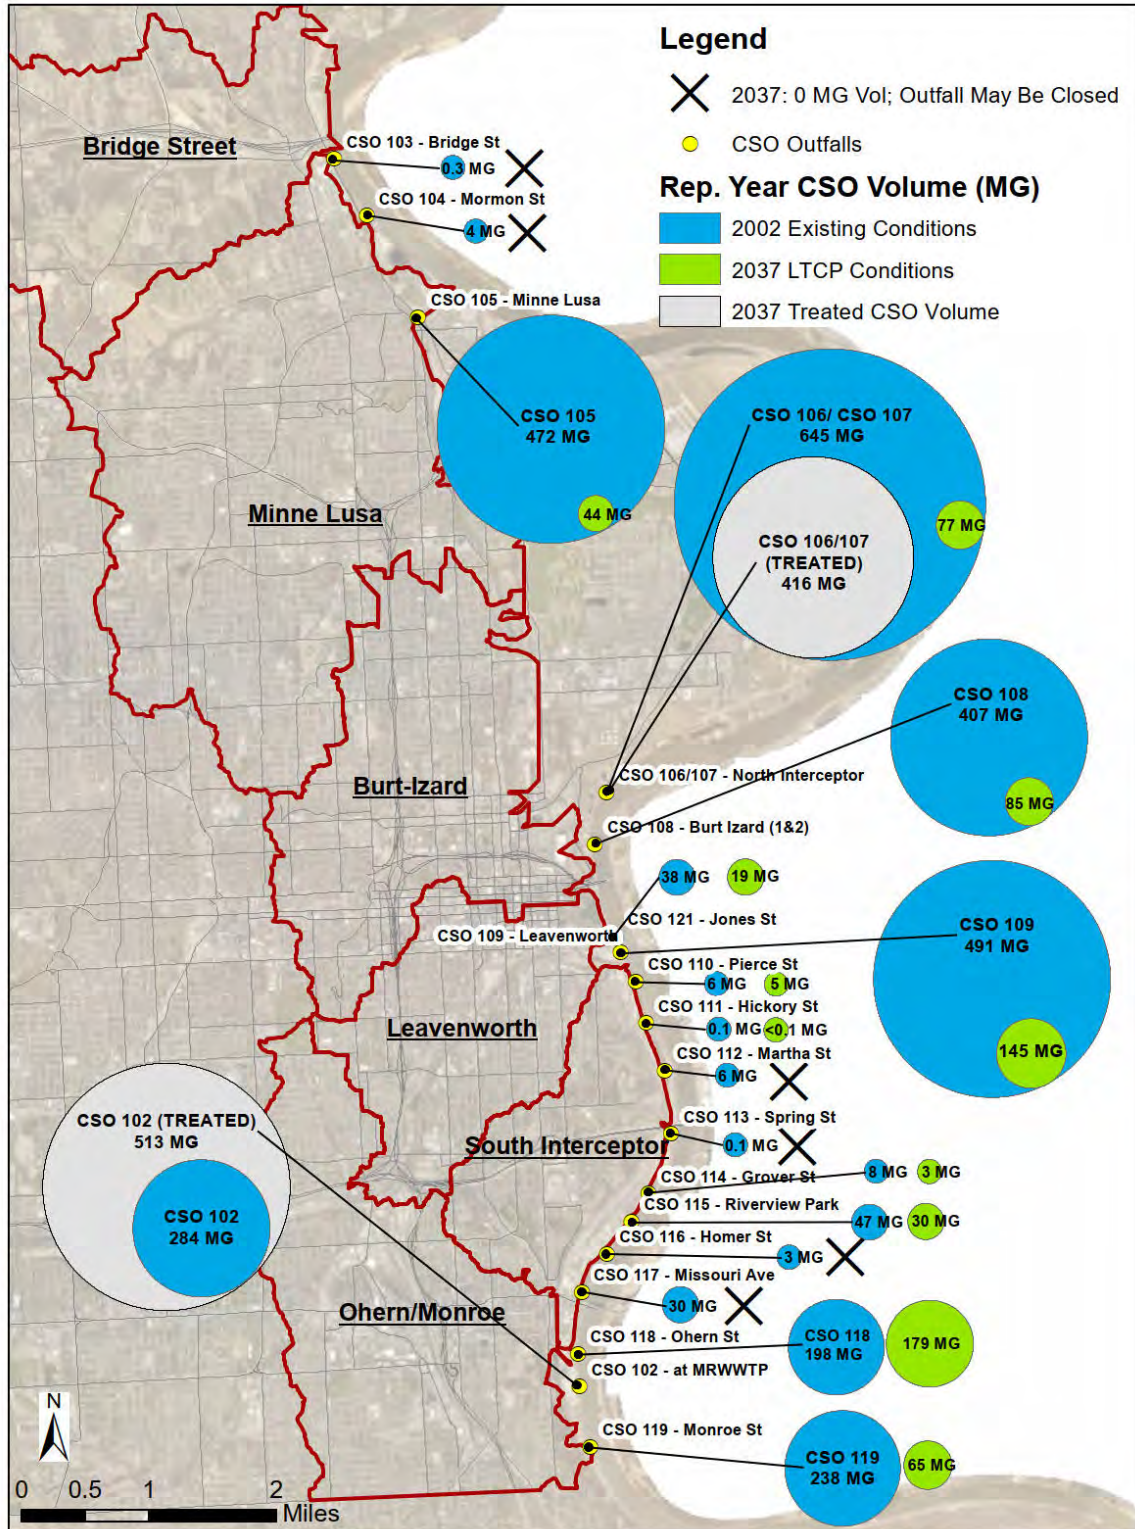 Legend
2037: 0 MG Vol; Outfall May Be Closed
CSO Outfalls
Rep. Year CSO Volume (MG)
2002 Existing Conditions
2037 LTCP Conditions
2037 Treated CSO Volume
Bridge Street
CSO 103 - Bridge St
0.3 MG
CSO 104 - Mormon St
4 MG
CSO 105 - Minne Lusa
CSO 105
472 MG
44 MG
CSO 106/ CSO 107
645 MG
77 MG
CSO 106/107
(TREATED)
416 MG
Minne Lusa
CSO 108
407 MG
85 MG
Burt-Izard
CSO 106/107 - North Interceptor
CSO 108 - Burt Izard (1&2)
38 MG
19 MG
CSO 121 - Jones St
CSO 109 - Leavenworth
CSO 109
491 MG
145 MG
CSO 110 - Pierce St
6 MG
5 MG
CSO 111 - Hickory St
0.1 MG
<0.1 MG
Leavenworth
CSO 112 - Martha St
6 MG
CSO 102 (TREATED)
513 MG
CSO 102
284 MG
CSO 113 - Spring St
0.1 MG
South Interceptor
CSO 114 - Grover St
8 MG
3 MG
CSO 115 - Riverview Park
47 MG
30 MG
CSO 116 - Homer St
3 MG
CSO 117 - Missouri Ave
30 MG
Ohern/Monroe
CSO 118 - Ohern St
CSO 118
198 MG
179 MG
CSO 102 - at MRWWTP
CSO 119 - Monroe St
CSO 119
238 MG
65 MG
N
0 0.5 1 2
Miles